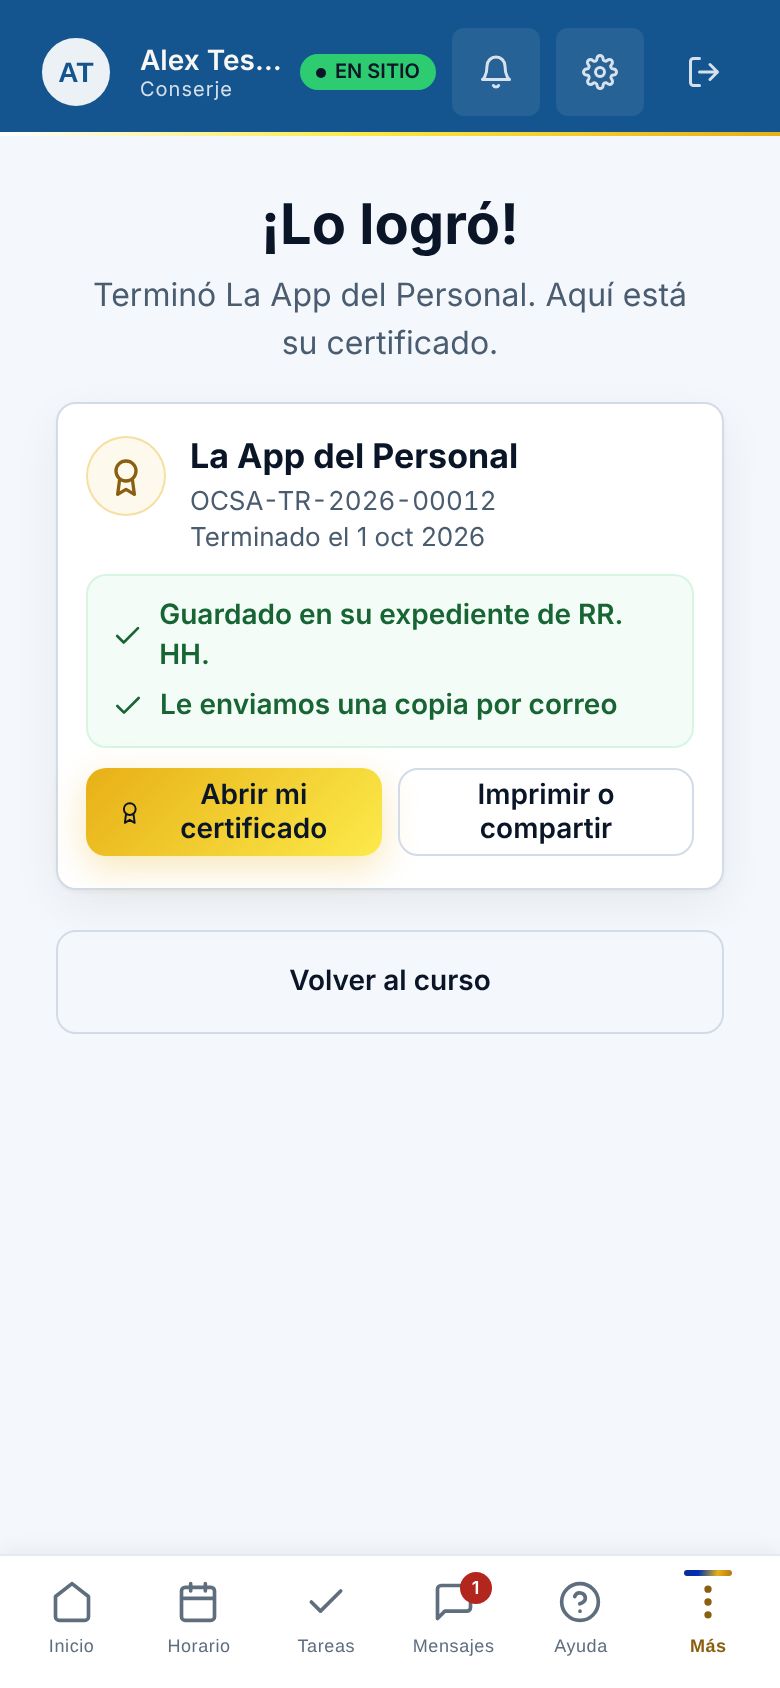 AT
Alex Tes...
Conserje
EN SITIO
¡Lo logró!
Terminó La App del Personal. Aquí está
su certificado.
La App del Personal
OCSA-TR-2026-00012
Terminado el 1 oct 2026
Guardado en su expediente de RR.
HH.
Le enviamos una copia por correo
Abrir mi
certificado
Imprimir o
compartir
Volver al curso
1
Inicio
Horario
Tareas
Mensajes
Ayuda
Más